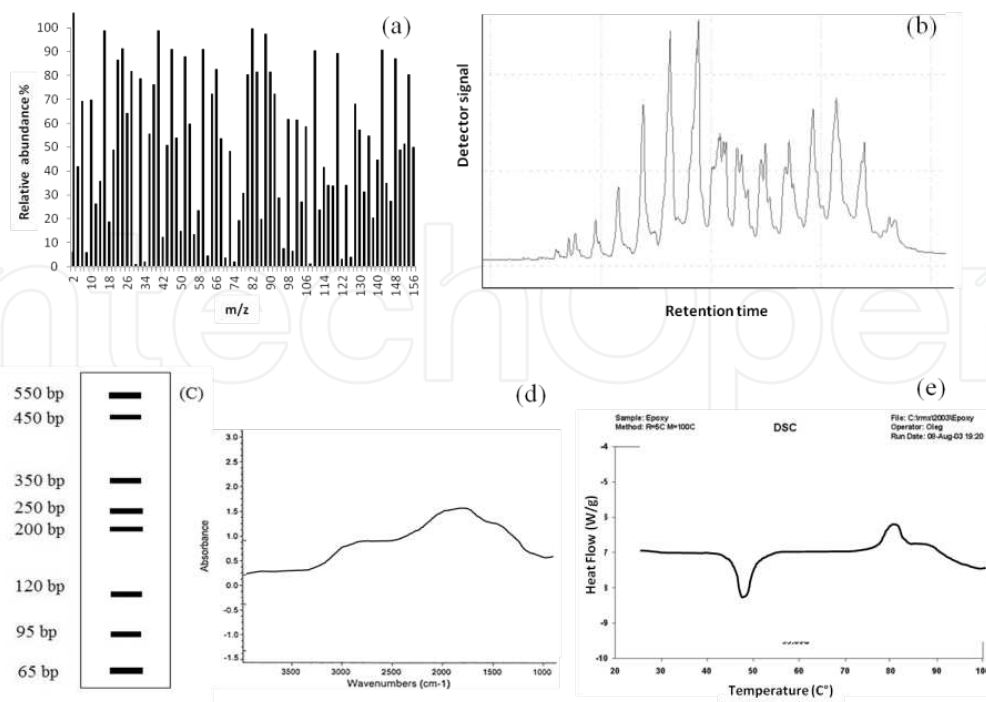 (a)
Relative abundance %
100
90
80
70
60
50
40
30
20
10
0
2 10 18 26 34 42 50 58 66 74 82 90 98 106 114 122 130 140 148 156
m/z
(b)
Detector signal
Retention time
ntechOpe
(C)
550 bp
450 bp
350 bp
250 bp
200 bp
120 bp
95 bp
65 bp
(d)
Absorbance
3.0
2.5
2.0
1.5
1.0
0.5
0.0
-0.5
-1.0
-1.5
3500 3000 2500 2000 1500 1000
Wavenumbers (cm-1)
(e)
Sample: Epoxy
Method: R=5C M=100C
DSC
File: C:\rmx\2003\Epoxy
Operator: Oleg
Run Date: 08-Aug-03 19:20
Heat Flow (W/g)
-4
7
8
-9
-10
20 30 40 50 60 70 80 90 100
Temperature (C°)